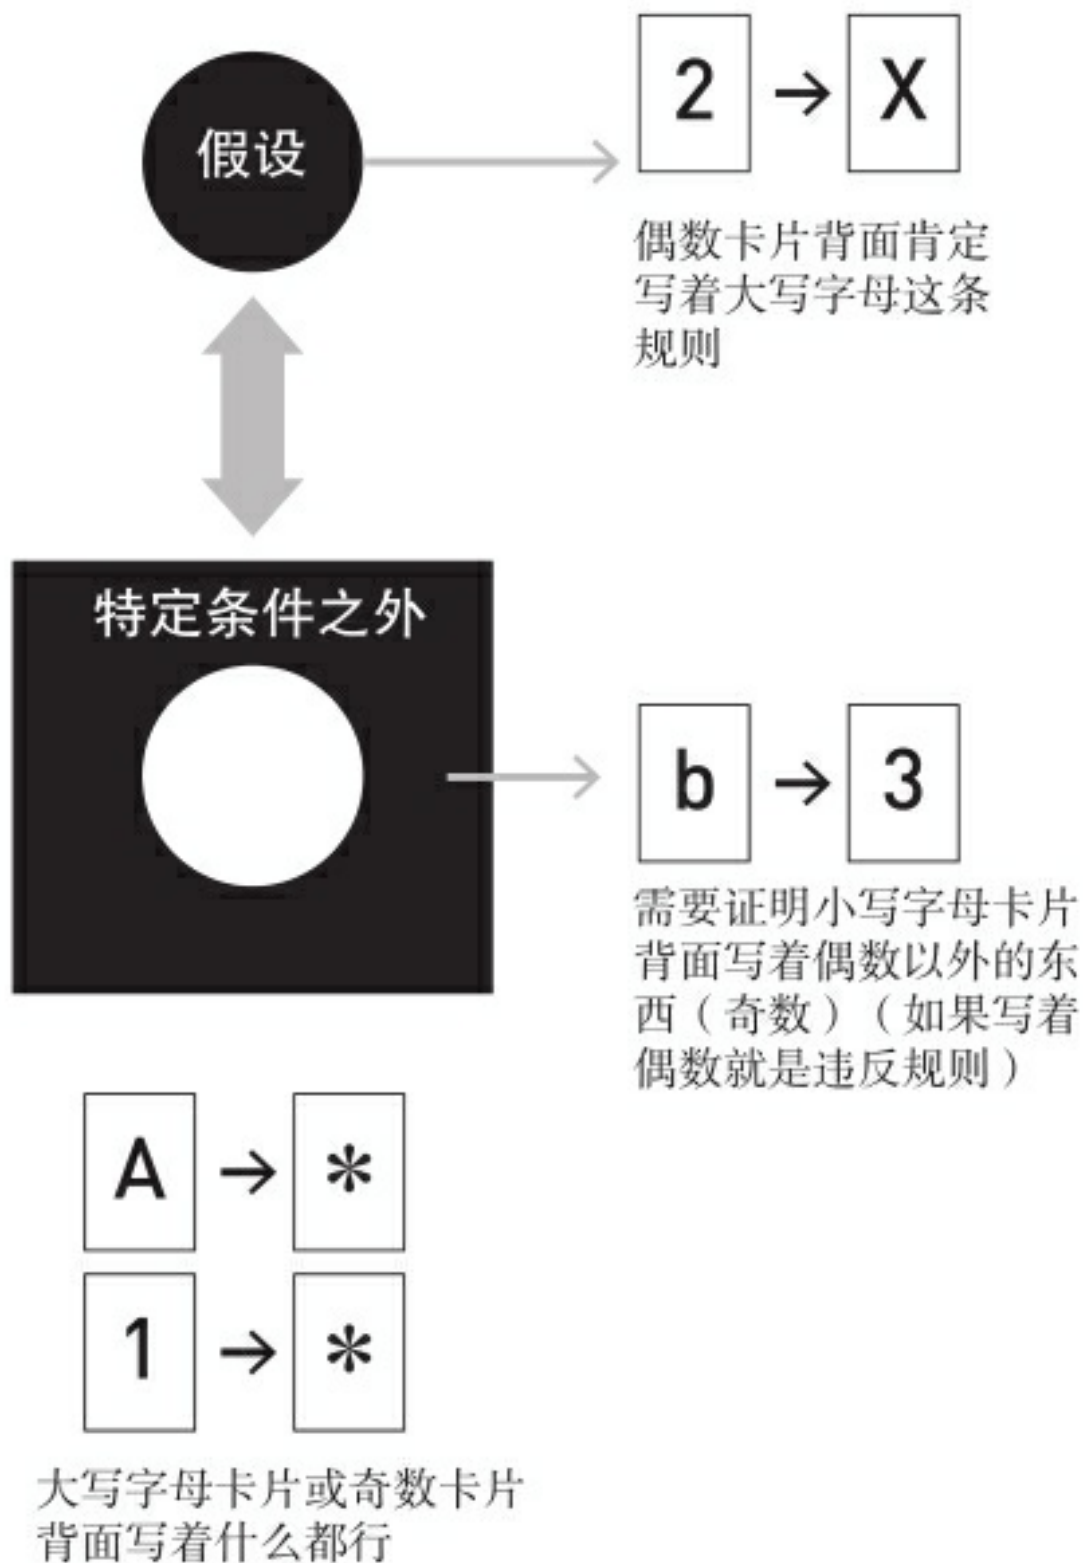 假设
2 → X
偶数卡片背面肯定
写着大写字母这条
规则
特定条件之外
b → 3
需要证明小写字母卡片
背面写着偶数以外的东
西（奇数）（如果写着
偶数就是违反规则）
A → *
1 → *
大写字母卡片或奇数卡片
背面写着什么都行